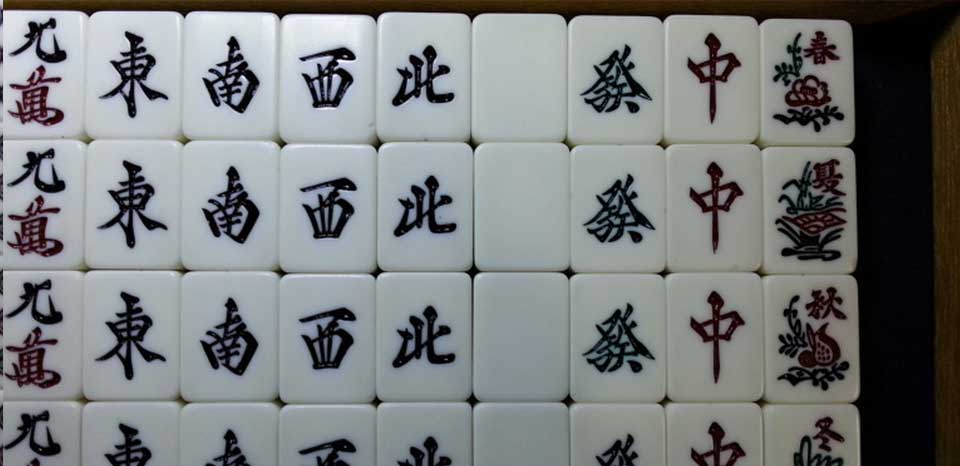 九萬 東 南 西 北 發 中 春
九萬 東 南 西 北 發 中 夏
九萬 東 南 西 北 發 中 秋
九 東 南 西 北 發 中 冬